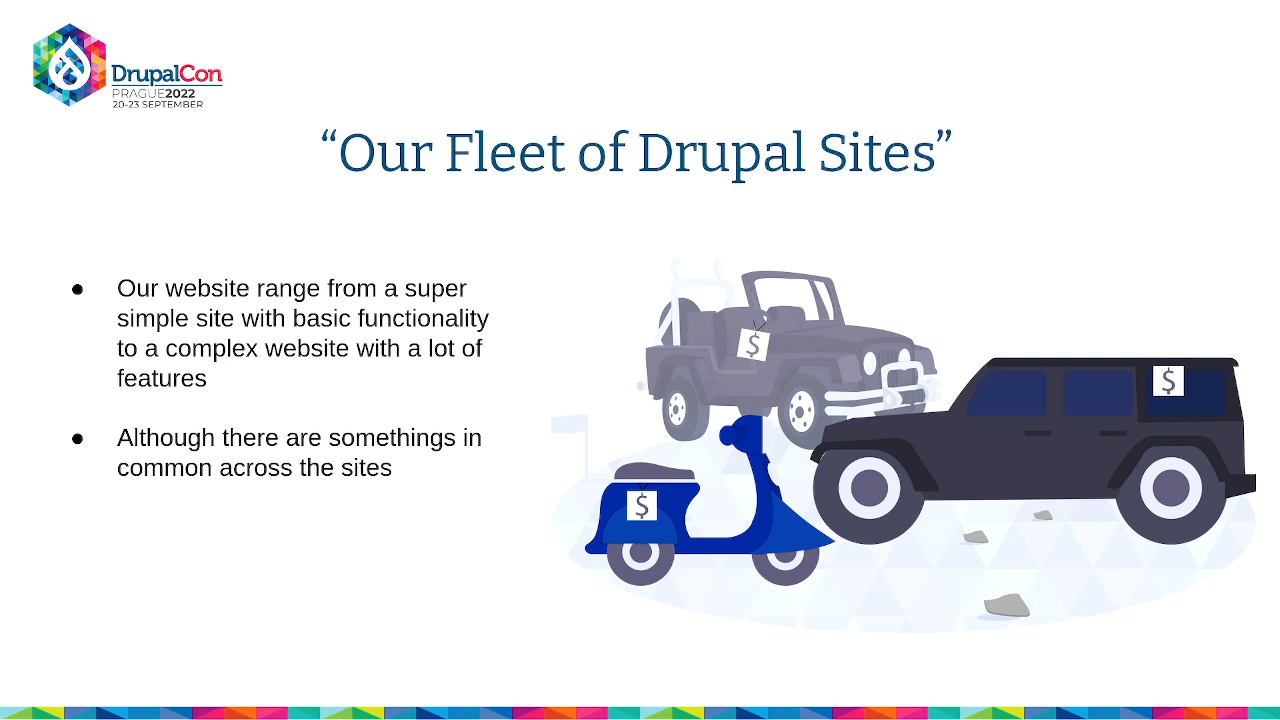 DrupalCon
PRAGUE2022
20-23 SEPTEMBER
“Our Fleet of Drupal Sites”
● Our website range from a super
simple site with basic functionality
to a complex website with a lot of
features
● Although there are somethings in
common across the sites
$
$
$